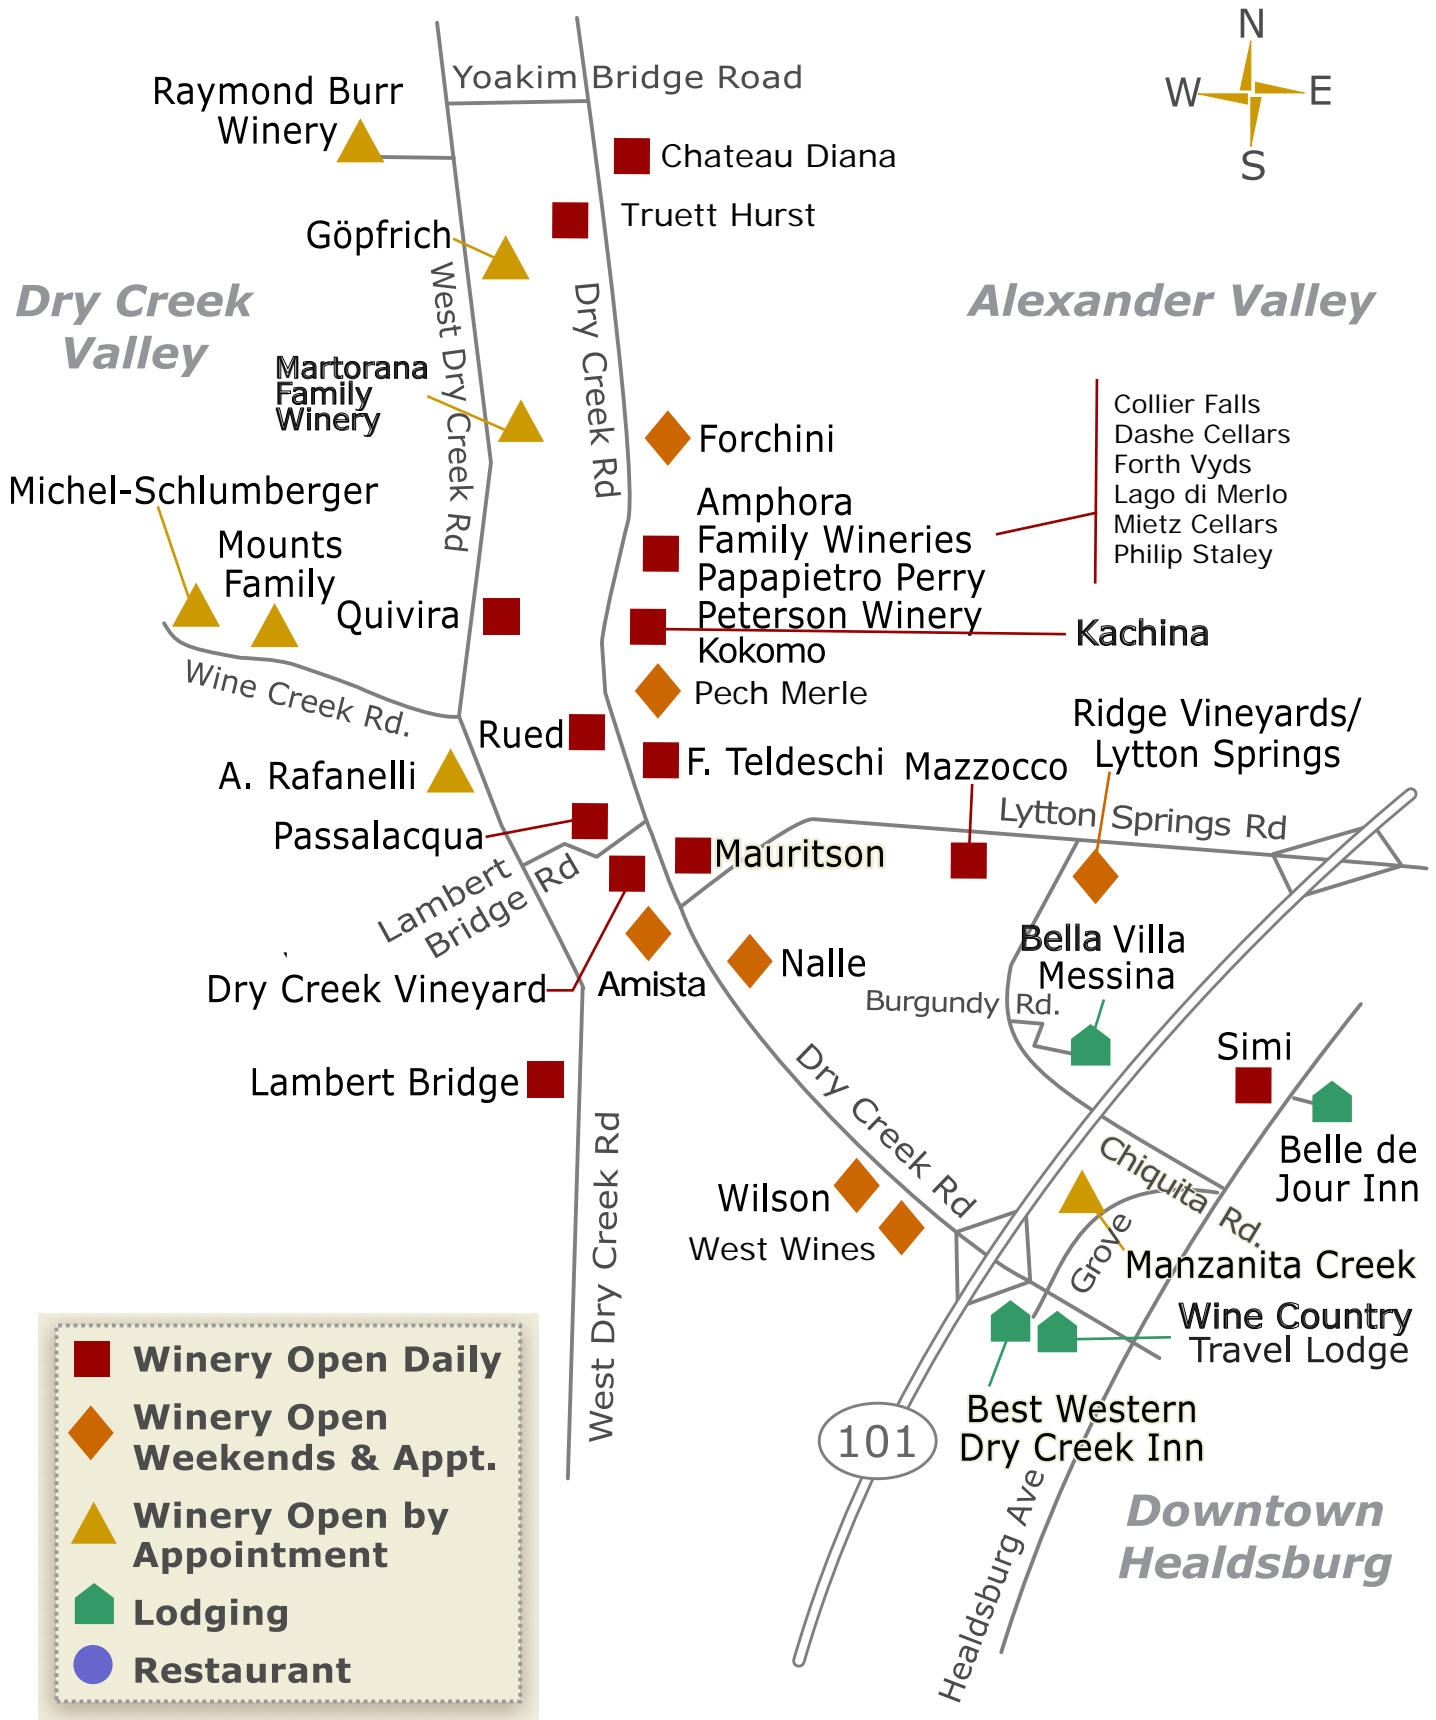 N
W
E
S
Yoakim Bridge Road
Raymond Burr
Winery
Chateau Diana
Truett Hurst
Göpfrich
West Dry Creek Rd
Dry Creek Rd
Dry Creek
Valley
Alexander Valley
Martorana
Family
Winery
Forchini
Collier Falls
Dashe Cellars
Forth Vyds
Lago di Merlo
Mietz Cellars
Philip Staley
Michel-Schlumberger
Mounts
Family
Amphora
Family Wineries
Papapietro Perry
Peterson Winery
Kokomo
Quivira
Kachina
Wine Creek Rd.
Pech Merle
Rued
F. Teldeschi
Mazzocco
Ridge Vineyards/
Lytton Springs
A. Rafanelli
Lytton Springs Rd
Passalacqua
Mauritson
Lambert
Bridge Rd
Dry Creek Vineyard
Amista
Nalle
Bella Villa
Messina
Burgundy Rd.
Simi
Lambert Bridge
Dry Creek Rd
West Dry Creek Rd
Belle de
Jour Inn
Chiquita Rd.
Wilson
West Wines
Grove
Manzanita Creek
Wine Country
Travel Lodge
Best Western
Dry Creek Inn
101
Healdsburg Ave
Downtown
Healdsburg
Winery Open Daily
Winery Open
Weekends & Appt.
Winery Open by
Appointment
Lodging
Restaurant